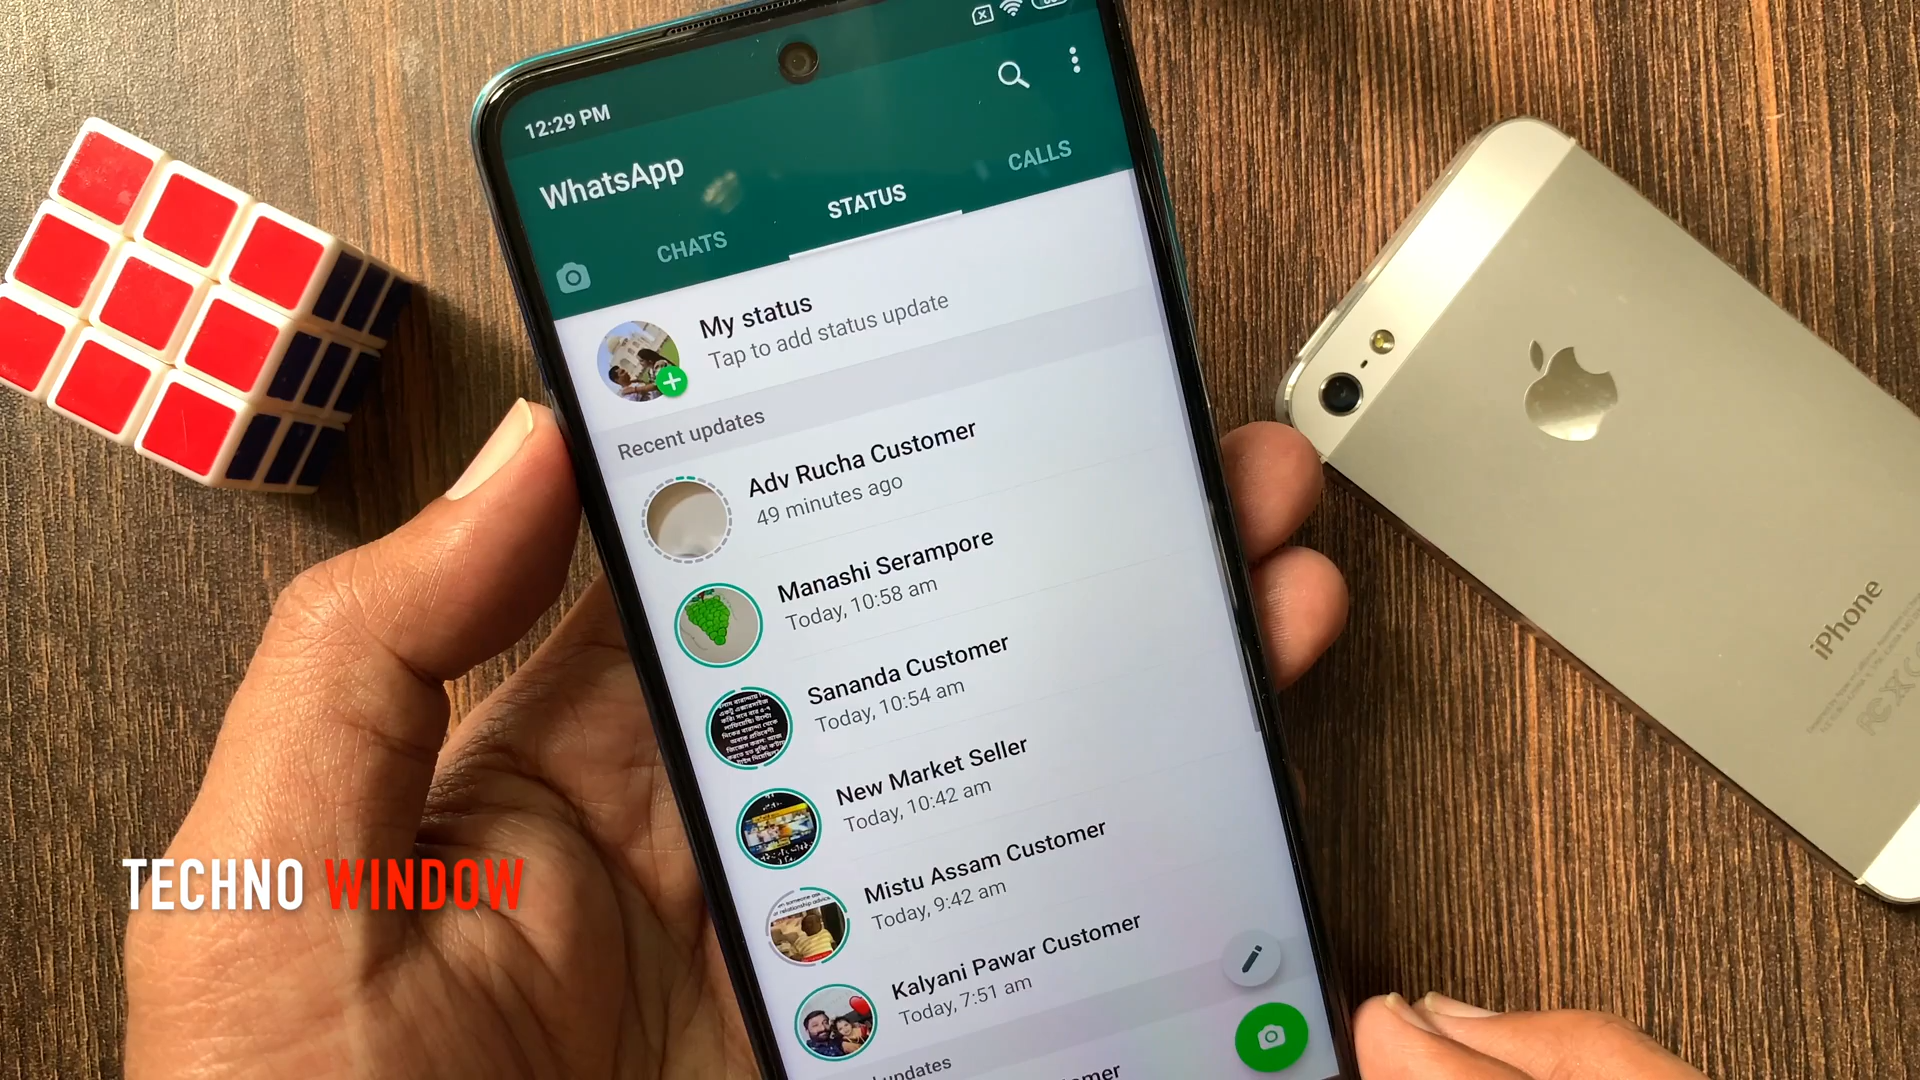 12:29 PM
WhatsApp
CHATS
STATUS
CALLS
My status
Tap to add status update
Recent updates
Adv Rucha Customer
49 minutes ago
Manashi Serampore
Today, 10:58 am
Sananda Customer
Today, 10:54 am
New Market Seller
Today, 10:42 am
Mistu Assam Customer
Today, 9:42 am
Kalyani Pawar Customer
Today, 7:51 am
updates
TECHNO WINDOW
iPhone